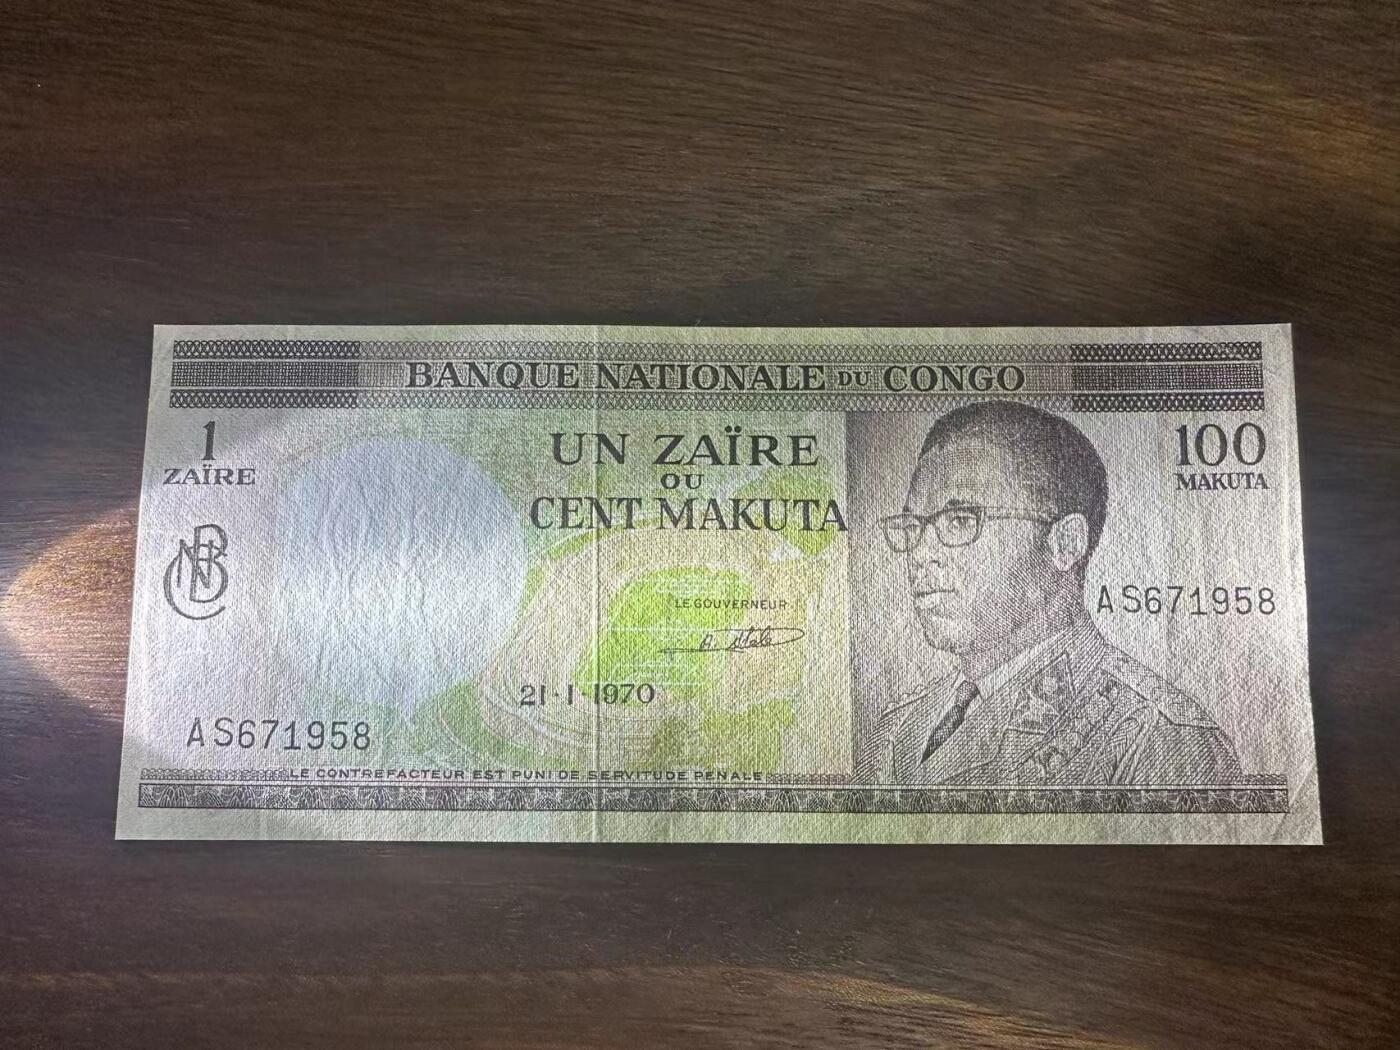 BANQUE NATIONALE DU CONGO
1
ZAÏRE
UN ZAÏRE
OU
CENT MAKUTA
100
MAKUTA
BNC
LE GOUVERNEUR
AS671958
21-1-1970
AS671958
LE CONTREFACTEUR EST PUNI DE SERVITUDE PENALE